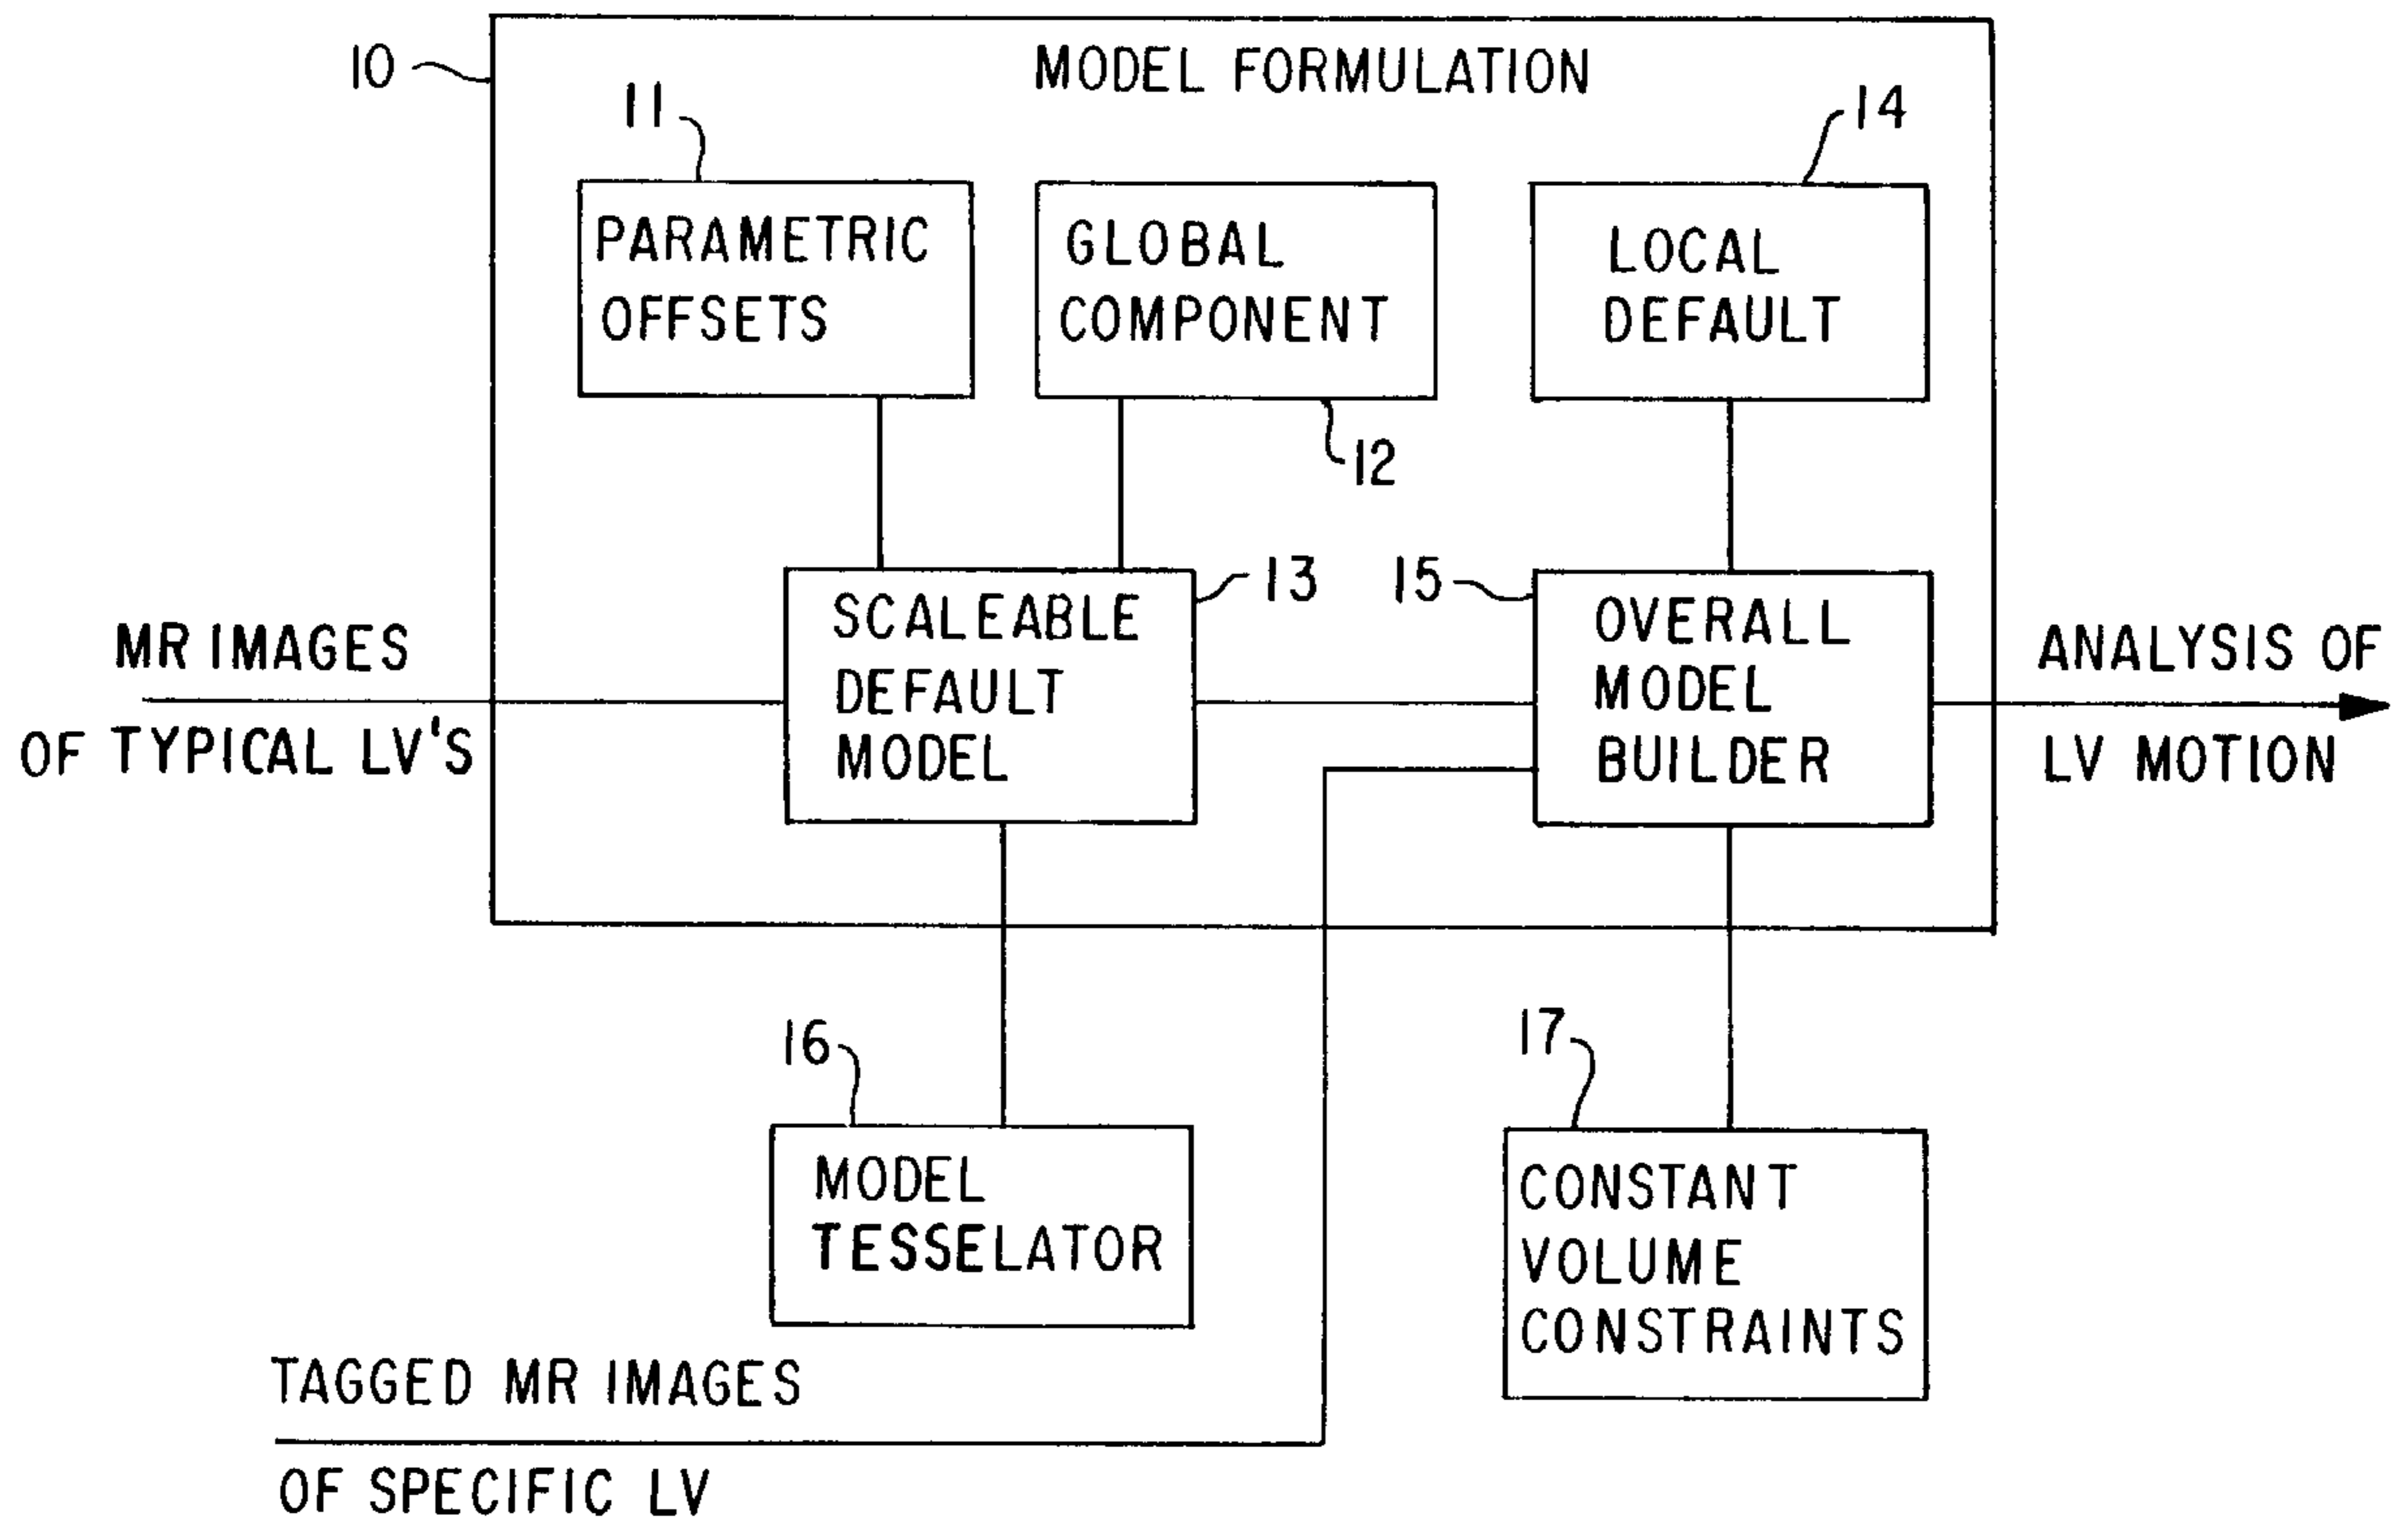 10
MODEL FORMULATION
11
14
PARAMETRIC
OFFSETS
GLOBAL
COMPONENT
LOCAL
DEFAULT
12
13
15
MR IMAGES
OF TYPICAL LV'S
SCALEABLE
DEFAULT
MODEL
OVERALL
MODEL
BUILDER
ANALYSIS OF
LV MOTION
16
17
MODEL
TESSELATOR
CONSTANT
VOLUME
CONSTRAINTS
TAGGED MR IMAGES
OF SPECIFIC LV